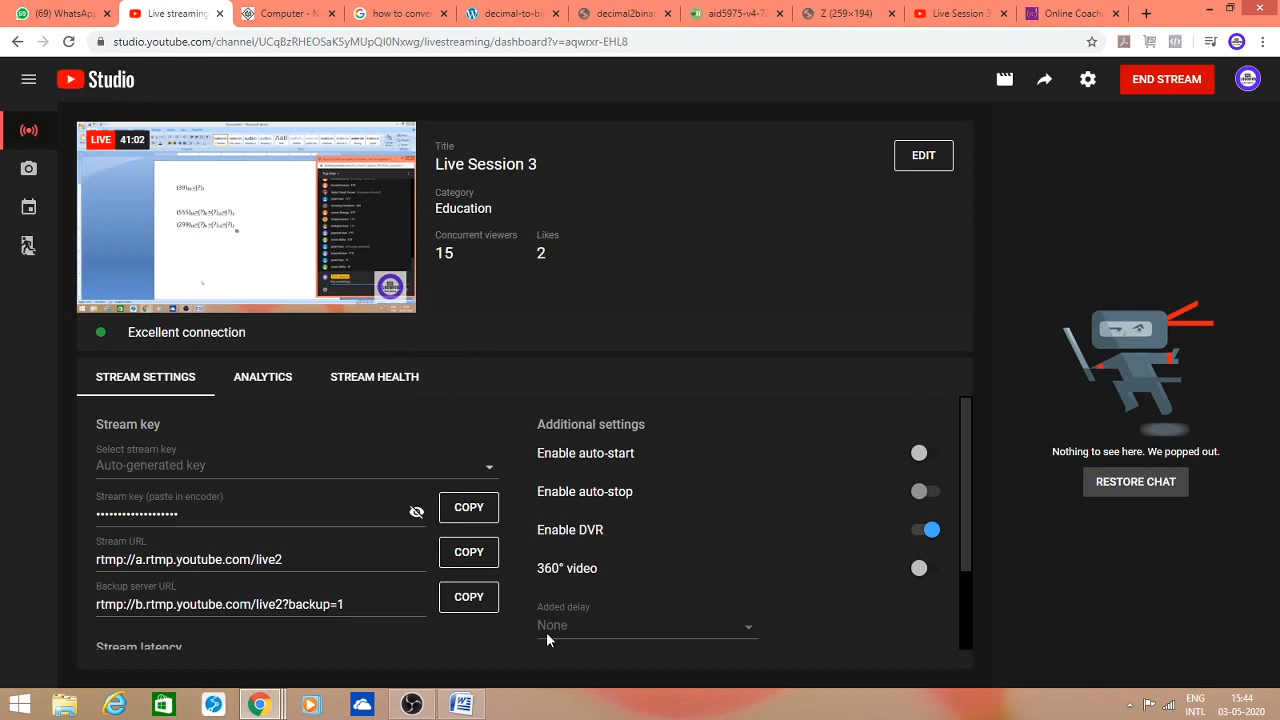 (69) WhatsApp
Live streaming
Computer - N
how to conve
decimal-to-bi
decimal2bina
aid5975-v4-7
Z (259×194)
Live Session 3
Online Coach
studio.youtube.com/channel/UCqBzRHEOSaK5yMUpQI0Nxwg/livestreaming/dashboard?v=aqwrxr-EHL8
Studio
END STREAM
LIVE 41:02
Title
Live Session 3
EDIT
Category
Education
Concurrent viewers
Likes
15
2
Excellent connection
STREAM SETTINGS
ANALYTICS
STREAM HEALTH
Stream key
Select stream key
Auto-generated key
Stream key (paste in encoder)
•••••••••••••••••••
COPY
Stream URL
rtmp://a.rtmp.youtube.com/live2
COPY
Backup server URL
rtmp://b.rtmp.youtube.com/live2?backup=1
COPY
Stream latency
Additional settings
Enable auto-start
Enable auto-stop
Enable DVR
360° video
Added delay
None
Nothing to see here. We popped out.
RESTORE CHAT
ENG
INTL
15:44
03-05-2020